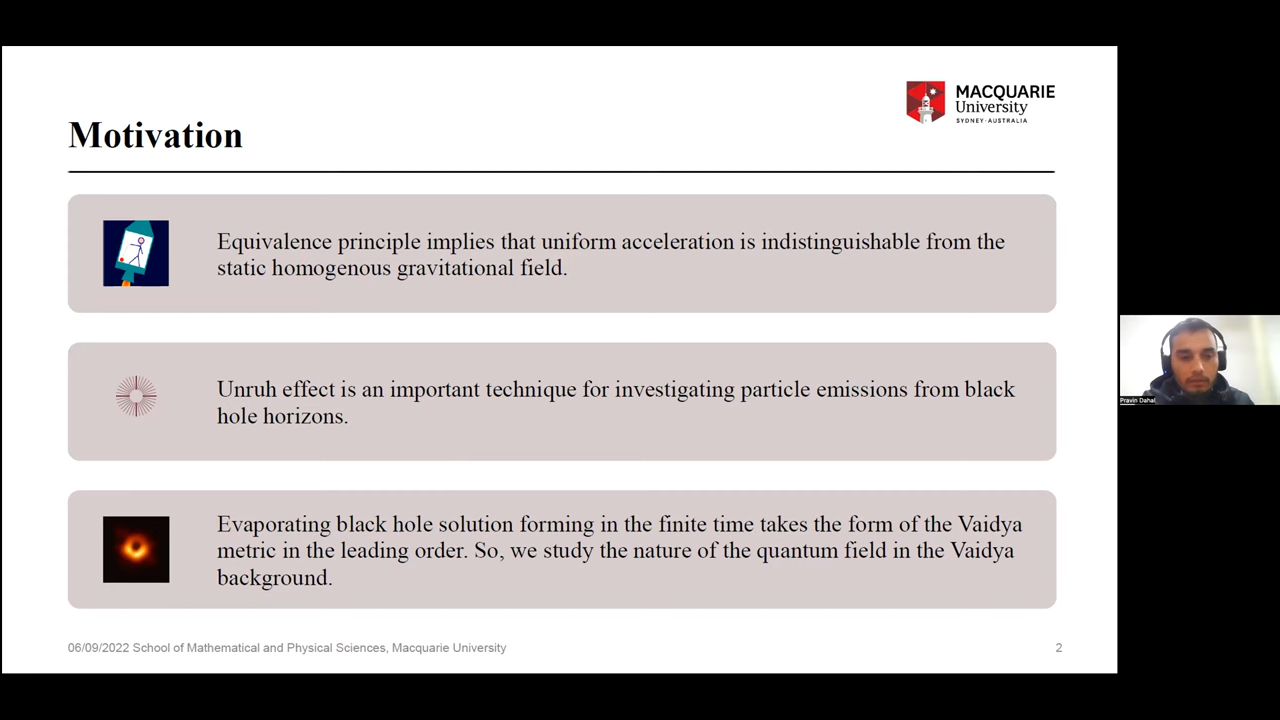 MACQUARIE
University
SYDNEY·AUSTRALIA
Motivation
Equivalence principle implies that uniform acceleration is indistinguishable from the
static homogenous gravitational field.
Unruh effect is an important technique for investigating particle emissions from black
hole horizons.
Evaporating black hole solution forming in the finite time takes the form of the Vaidya
metric in the leading order. So, we study the nature of the quantum field in the Vaidya
background.
06/09/2022 School of Mathematical and Physical Sciences, Macquarie University
2
Pravin Dahal